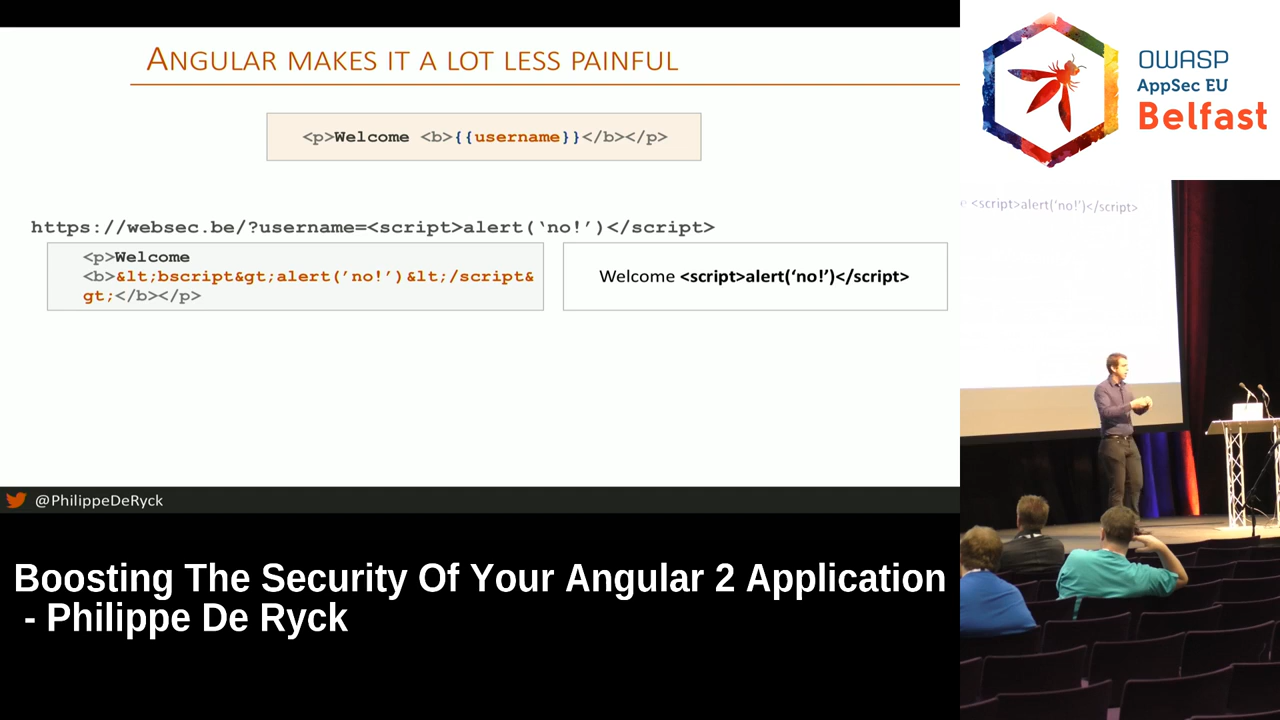 ANGULAR MAKES IT A LOT LESS PAINFUL
<p>Welcome <b>{{username}}</b></p>
https://websec.be/?username=<script>alert(‘no!’)</script>
<p>Welcome
<b>&lt;bscript&gt;alert(’no!’)&lt;/script&
gt;</b></p>
Welcome <script>alert(‘no!’)</script>
@PhilippeDeRyck
Boosting The Security Of Your Angular 2 Application
- Philippe De Ryck
OWASP
AppSec EU
Belfast
e <script>alert(‘no!’)</script>